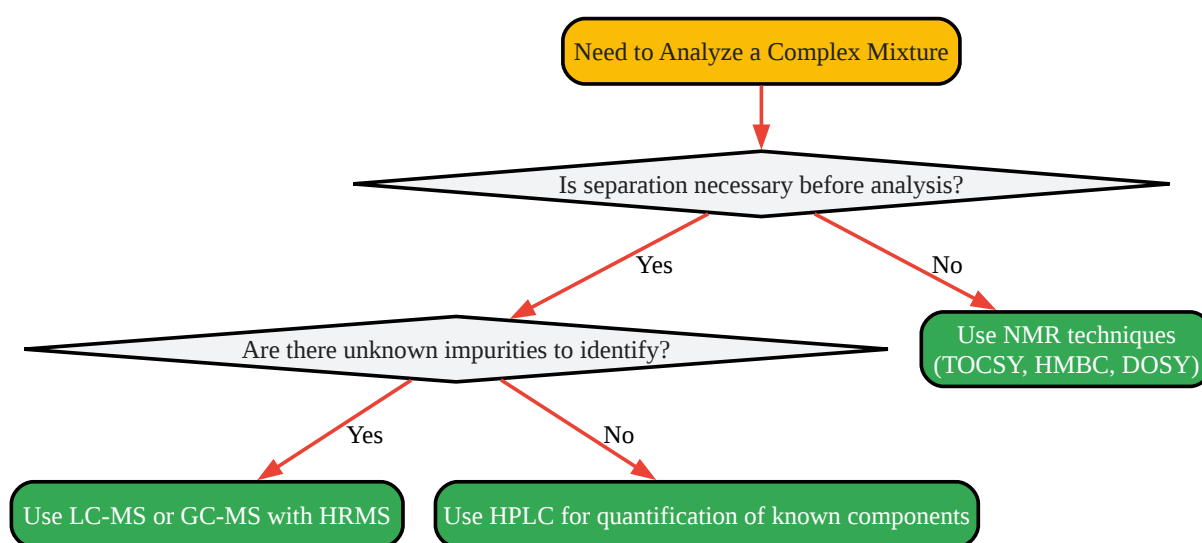 Need to Analyze a Complex Mixture
Is separation necessary before analysis?
Yes
No
Use NMR techniques
(TOCSY, HMBC, DOSY)
Are there unknown impurities to identify?
Yes
No
Use LC-MS or GC-MS with HRMS
Use HPLC for quantification of known components